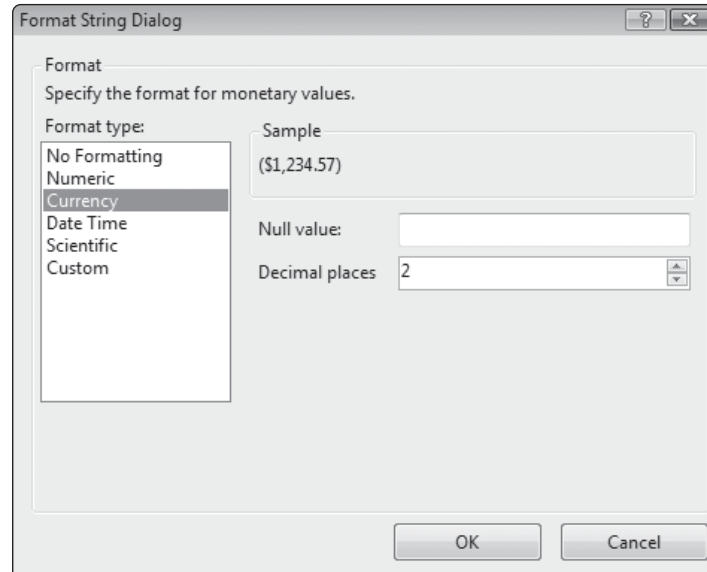 Format String Dialog
Format
Specify the format for monetary values.
Format type:
No Formatting
Numeric
Currency
Date Time
Scientific
Custom
Sample
($1,234.57)
Null value:
Decimal places 2
OK Cancel